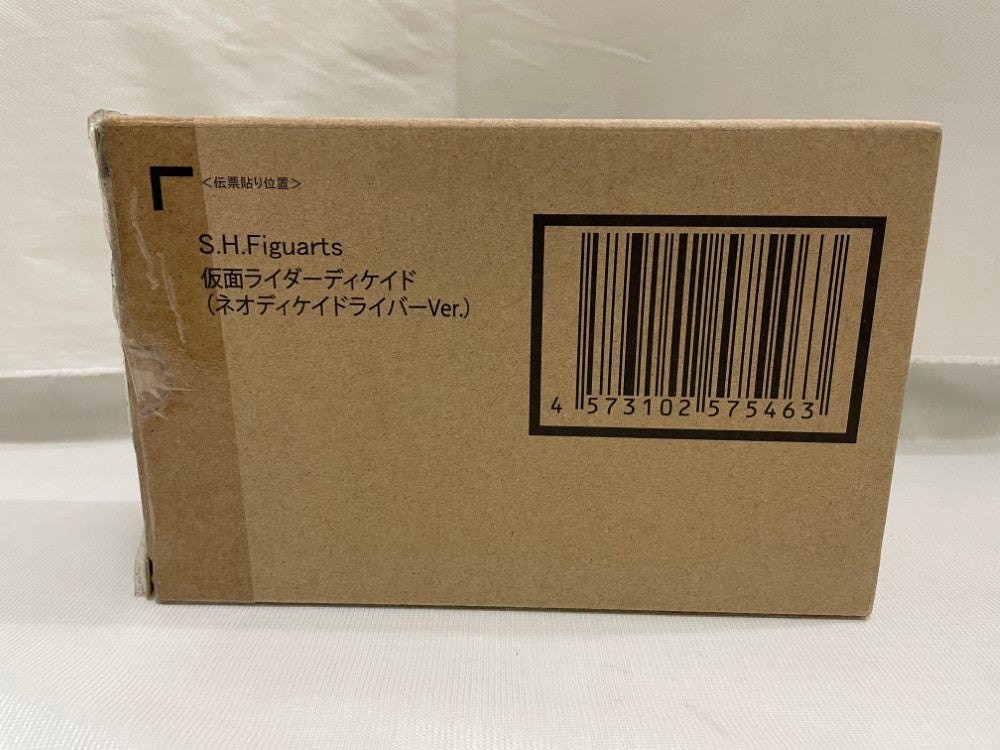 ＜伝票貼り位置＞
S.H.Figuarts
仮面ライダーディケイド
（ネオディケイドライバーVer.）
4 573102 575463